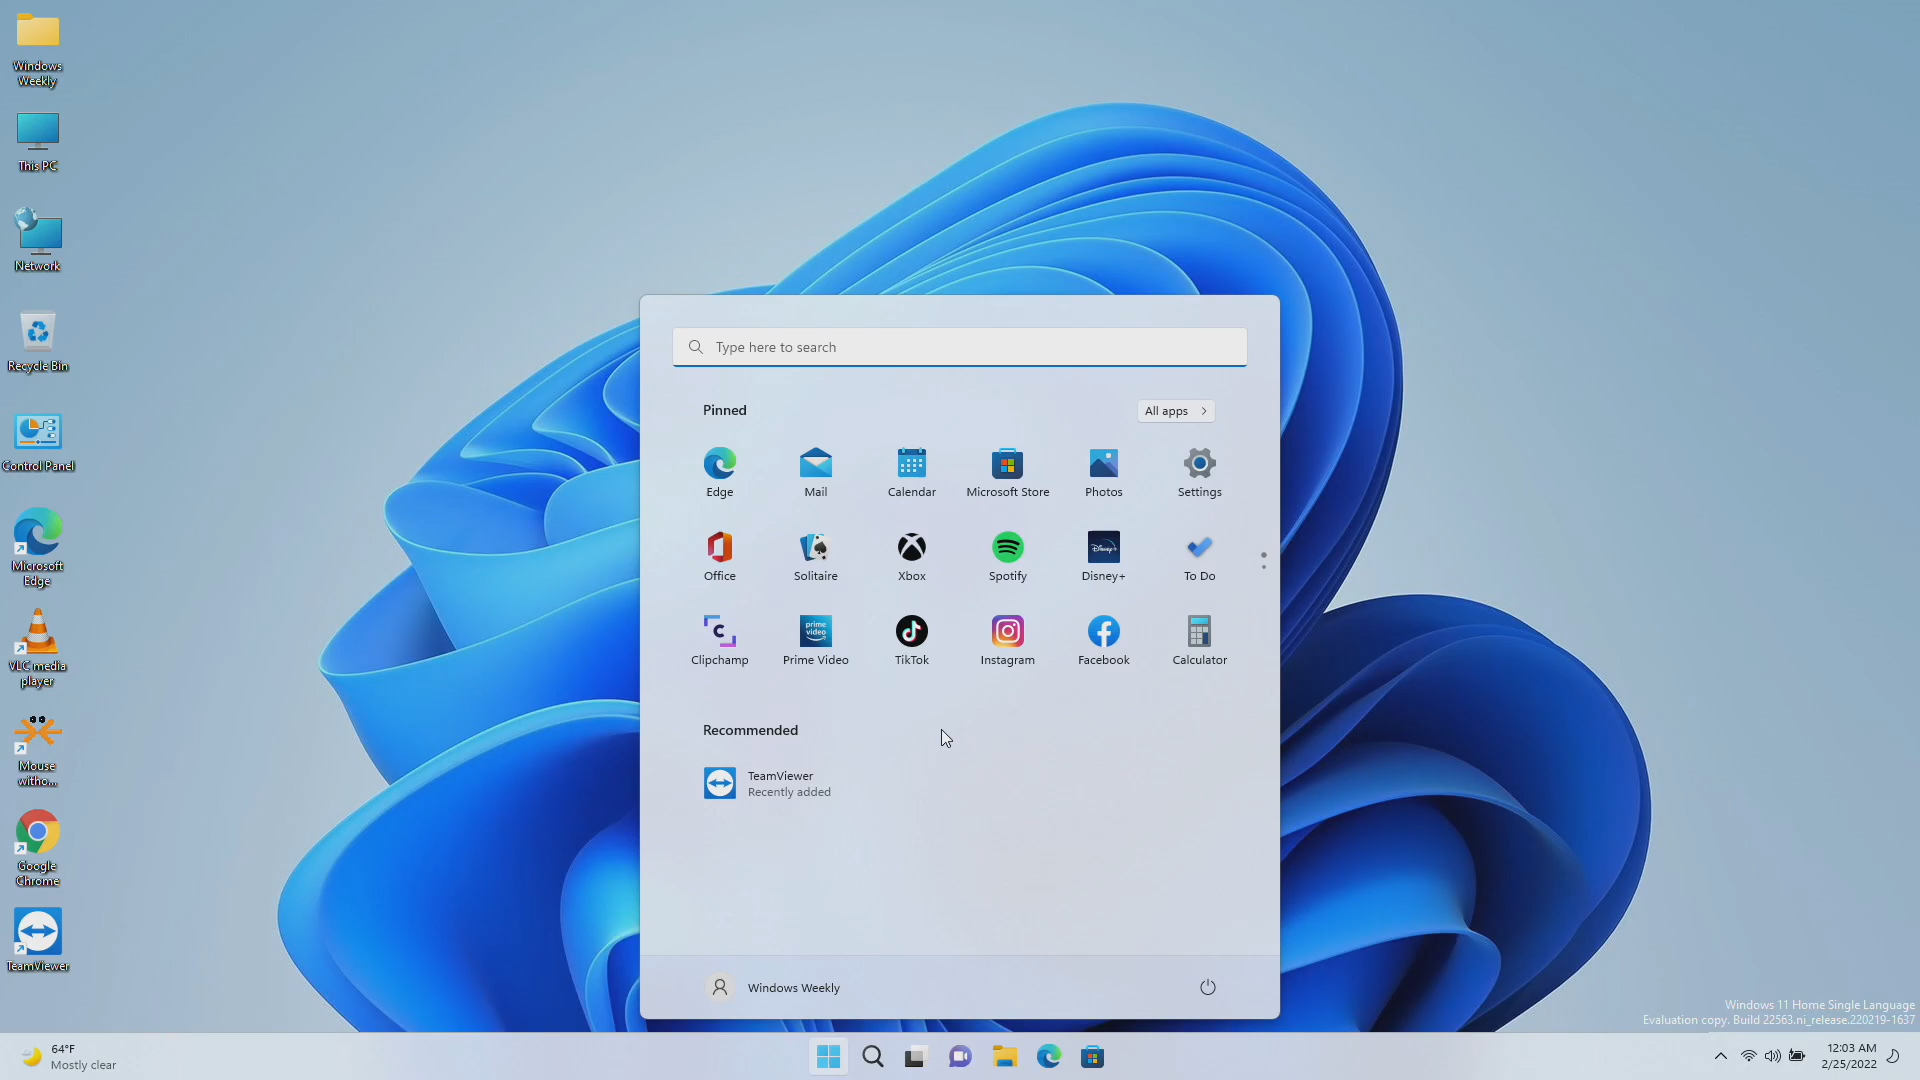 Windows
Weekly
This PC
Network
Recycle Bin
Control Panel
Microsoft
Edge
VLC media
player
Mouse
witho...
Google
Chrome
TeamViewer
Type here to search
Pinned
All apps
Edge
Mail
Calendar
Microsoft Store
Photos
Settings
Office
Solitaire
Xbox
Disney+
Spotify
Disney+
To Do
C
prime
video
Clipchamp
Prime Video
TikTok
Instagram
Facebook
Calculator
Recommended
TeamViewer
Recently added
Windows Weekly
Windows 11 Home Single Language
Evaluation copy. Build 22563.ni_release.220219-1637
64°F
Mostly clear
12:03 AM
2/25/2022